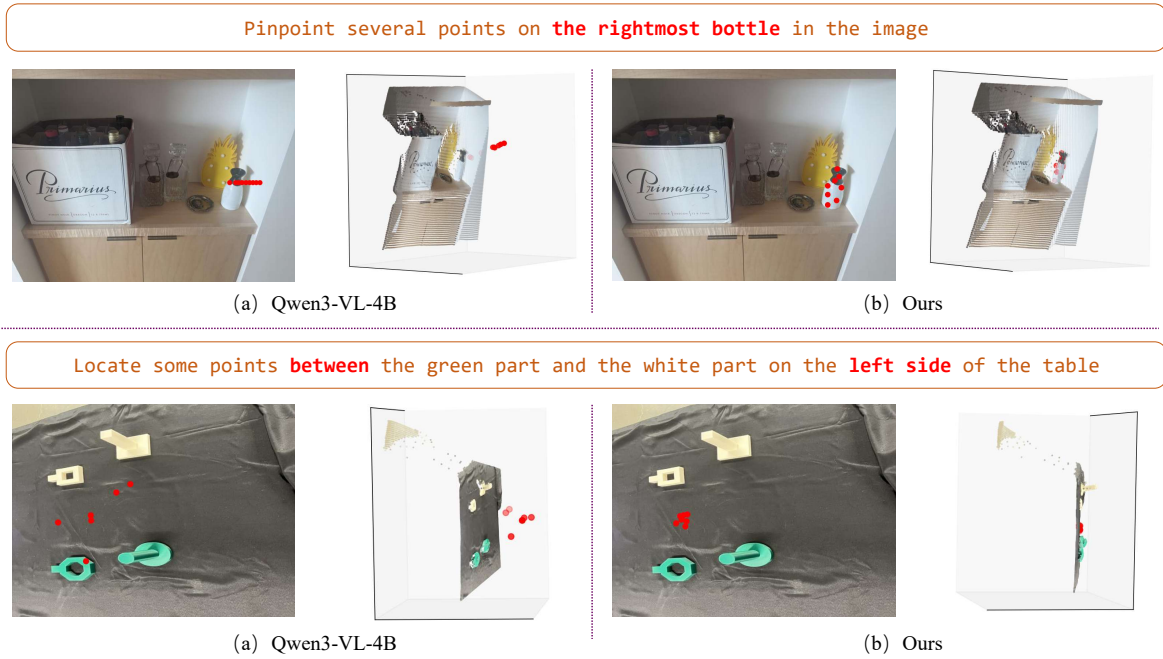 Pinpoint several points on the rightmost bottle in the image
Primarius
Primarius
(a) Qwen3-VL-4B
(b) Ours
Locate some points between the green part and the white part on the left side of the table
(a) Qwen3-VL-4B
(b) Ours